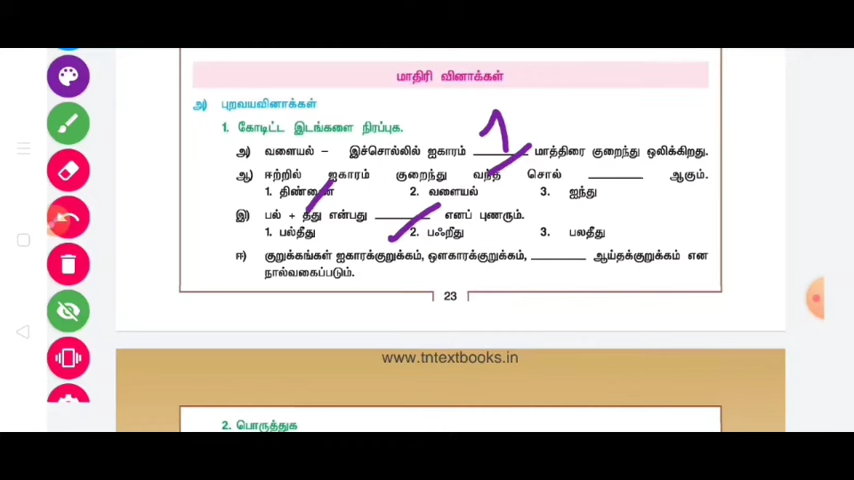 மாதிரி வினாக்கள்
அ) புறவயவினாக்கள்
1. கோடிட்ட இடங்களை நிரப்புக.
அ) வளையல் – இச்சொல்லில் ஐகாரம் ________ மாத்திரை குறைந்து ஒலிக்கிறது.
1
ஆ) ஈற்றில் ஐகாரம் குறைந்து வந்த சொல் ________ ஆகும்.
1. திண்ணை 2. வளையல் 3. ஐந்து
இ) பல் + தீது என்பது ________ எனப் புணரும்.
1. பல்தீது 2. பஃறீது 3. பலதீது
ஈ) குறுக்கங்கள் ஐகாரக்குறுக்கம், ஔகாரக்குறுக்கம், ________ ஆய்தக்குறுக்கம் என
நால்வகைப்படும்.
23
www.tntextbooks.in
2. பொருத்துக